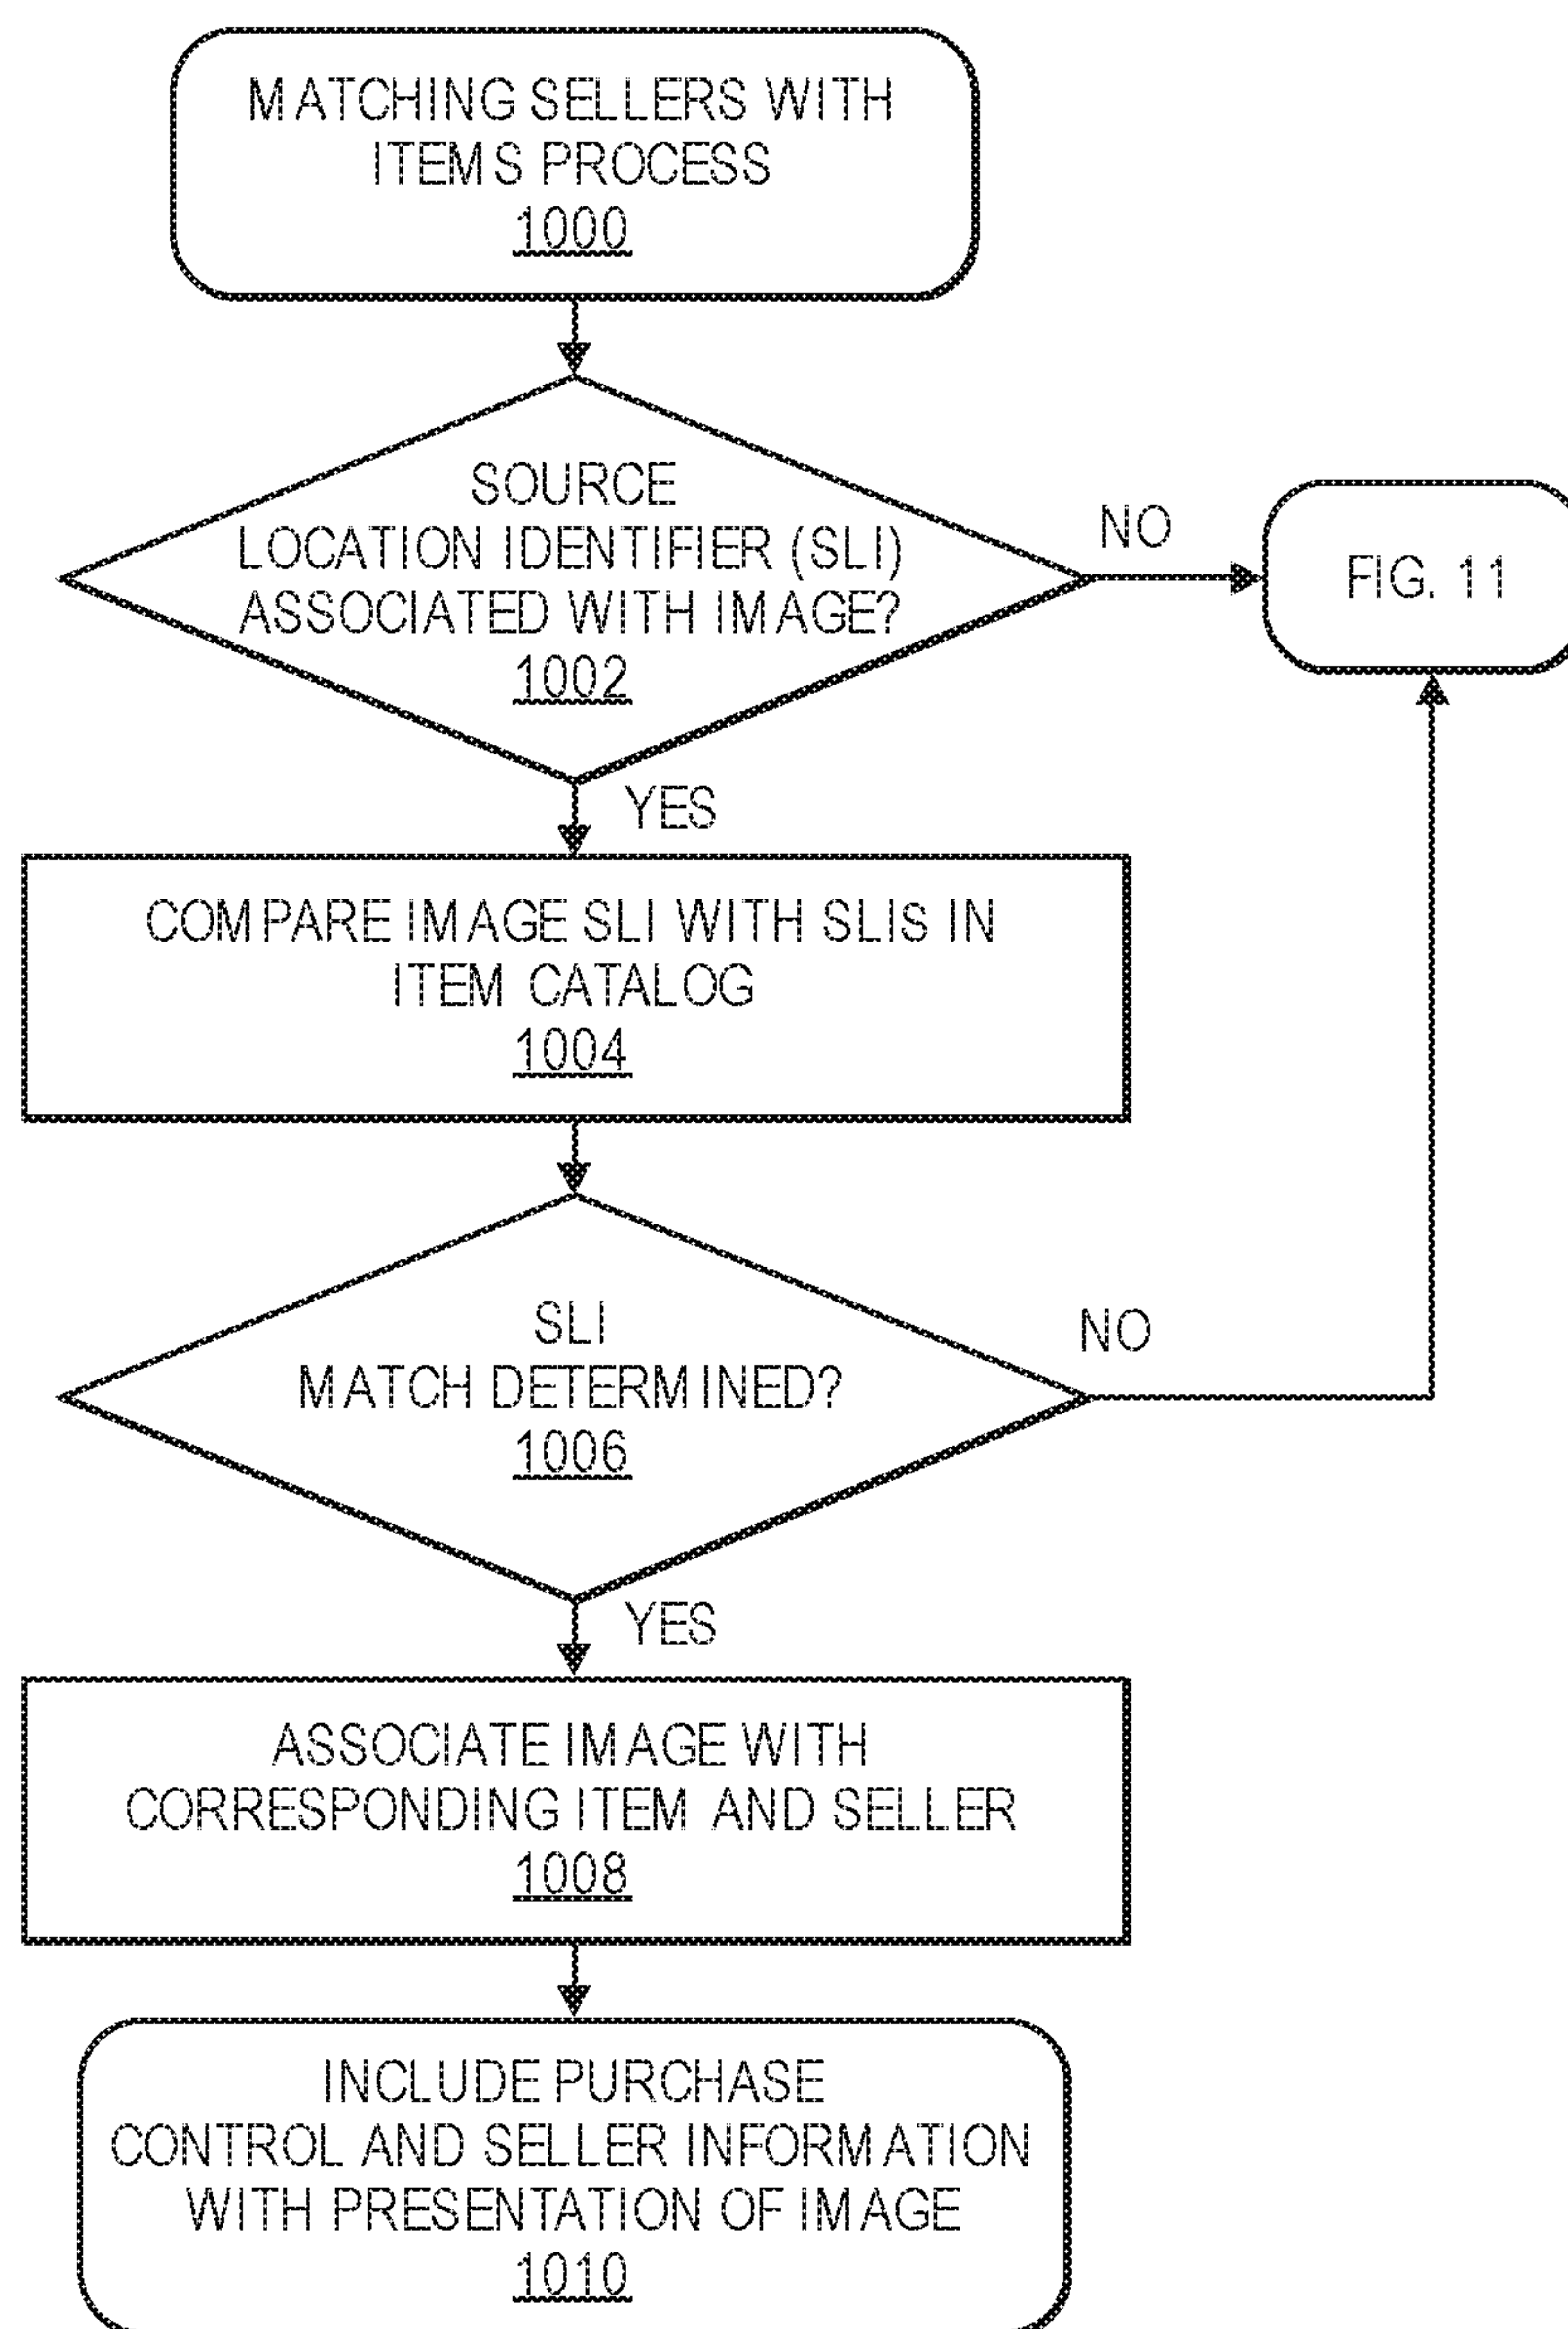 MATCHING SELLERS WITH
ITEMS PROCESS
1000
SOURCE
LOCATION IDENTIFIER (SLI)
ASSOCIATED WITH IMAGE?
1002
NO
FIG. 11
YES
COMPARE IMAGE SLI WITH SLIs IN
ITEM CATALOG
1004
SLI
MATCH DETERMINED?
1006
NO
YES
ASSOCIATE IMAGE WITH
CORRESPONDING ITEM AND SELLER
1008
INCLUDE PURCHASE
CONTROL AND SELLER INFORMATION
WITH PRESENTATION OF IMAGE
1010